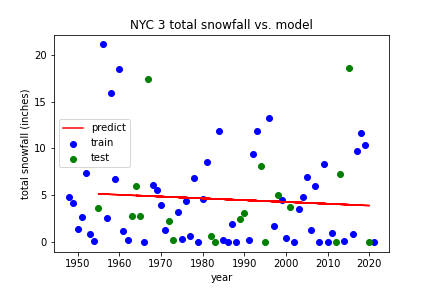 NYC 3 total snowfall vs. model
total snowfall (inches)
20
15
10
5
0
predict
train
test
1950 1960 1970 1980 1990 2000 2010 2020
year